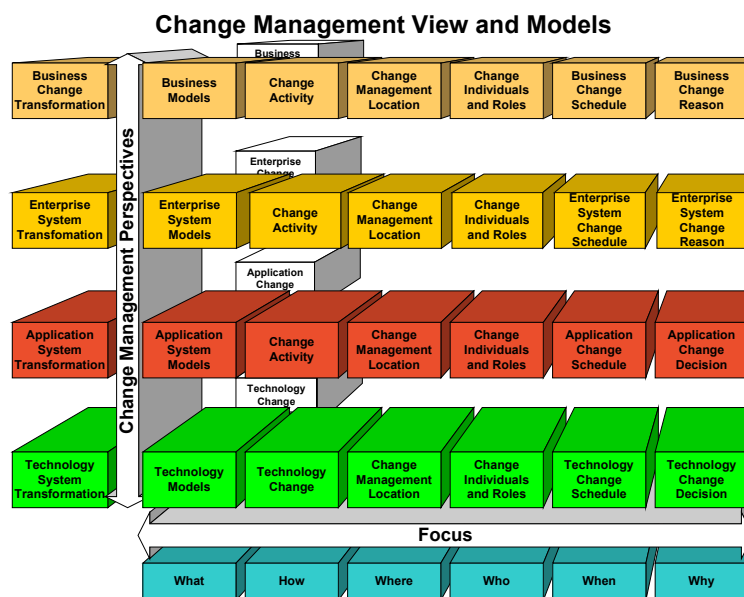 Change Management View and Models
Business
Business
Change
Transformation
Business
Models
Change
Activity
Change
Management
Location
Change
Individuals
and Roles
Business
Change
Schedule
Business
Change
Reason
Change Management Perspectives
Enterprise
Change
Enterprise
System
Transfomation
Enterprise
System
Models
Change
Activity
Change
Management
Location
Change
Individuals
and Roles
Enterprise
System
Change
Schedule
Enterprise
System
Change
Reason
Application
Change
Application
System
Transformation
Application
System
Models
Change
Activity
Change
Management
Location
Change
Individuals
and Roles
Application
Change
Schedule
Application
Change
Decision
Technology
Change
Technology
System
Transformation
Technology
Models
Technology
Change
Change
Management
Location
Change
Individuals
and Roles
Technology
Change
Schedule
Technology
Change
Decision
Focus
What
How
Where
Who
When
Why